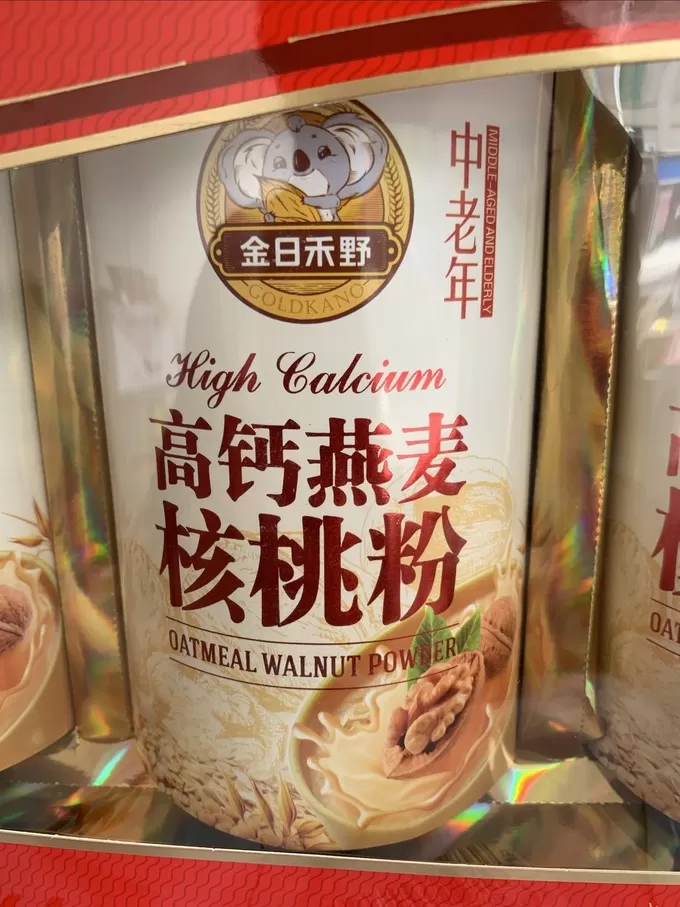 金日禾野
GOLDKANO
中老年
MIDDLE-AGED AND ELDERLY
High Calcium
高钙燕麦
核桃粉
OATMEAL WALNUT POWDER
OAT